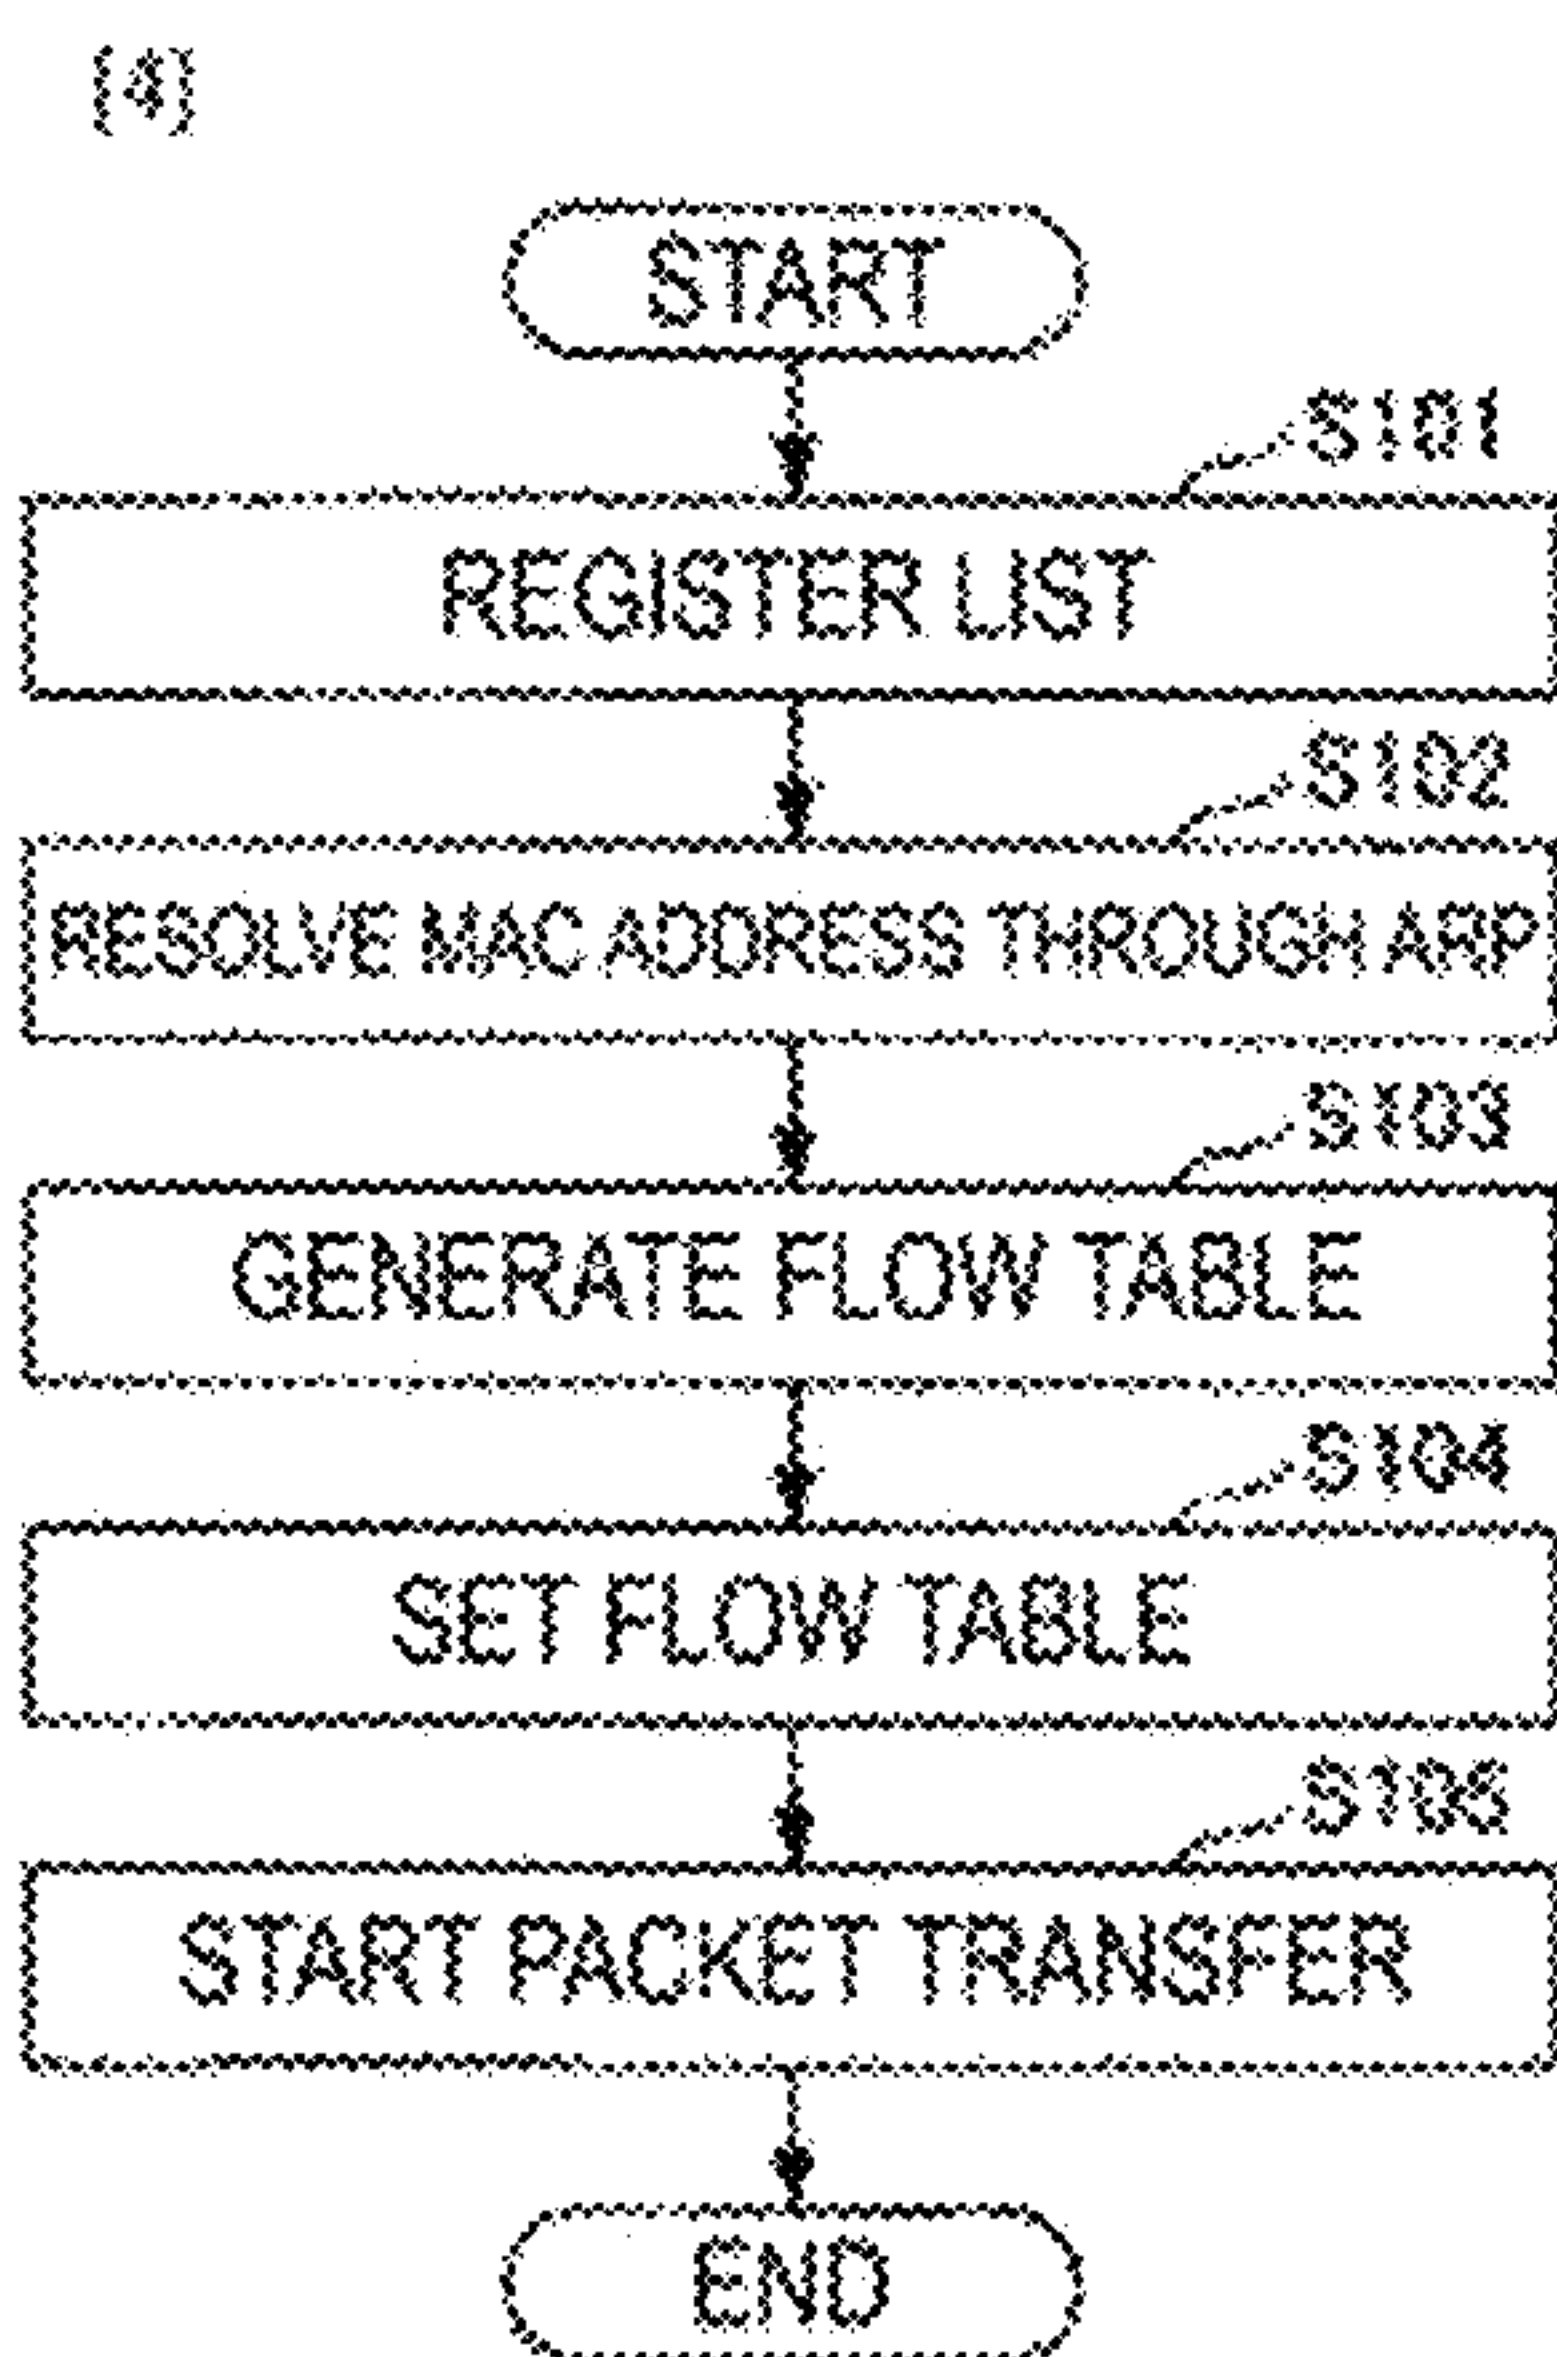 [4]
START
S101
REGISTER LIST
S102
RESOLVE MAC ADDRESS THROUGH ARP
S103
GENERATE FLOW TABLE
S104
SET FLOW TABLE
S105
START PACKET TRANSFER
END